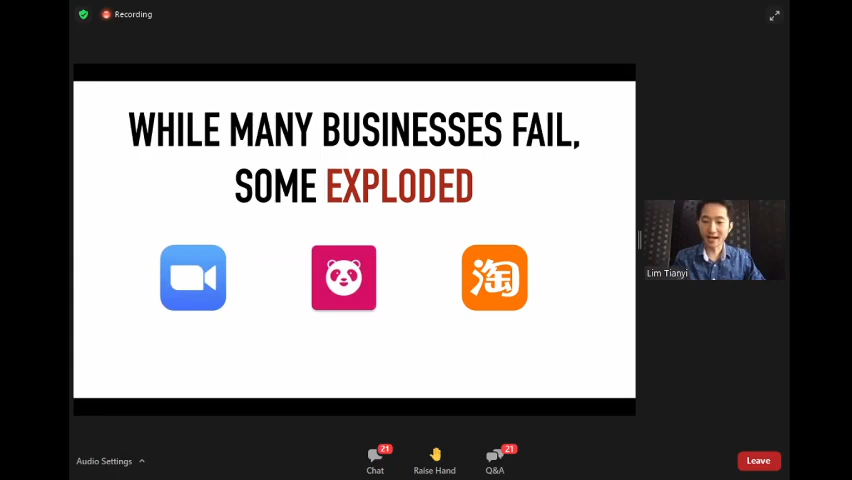 Recording
WHILE MANY BUSINESSES FAIL,
SOME EXPLODED
淘
Lim Tianyi
Audio Settings
21
Chat
Raise Hand
21
Q&A
Leave